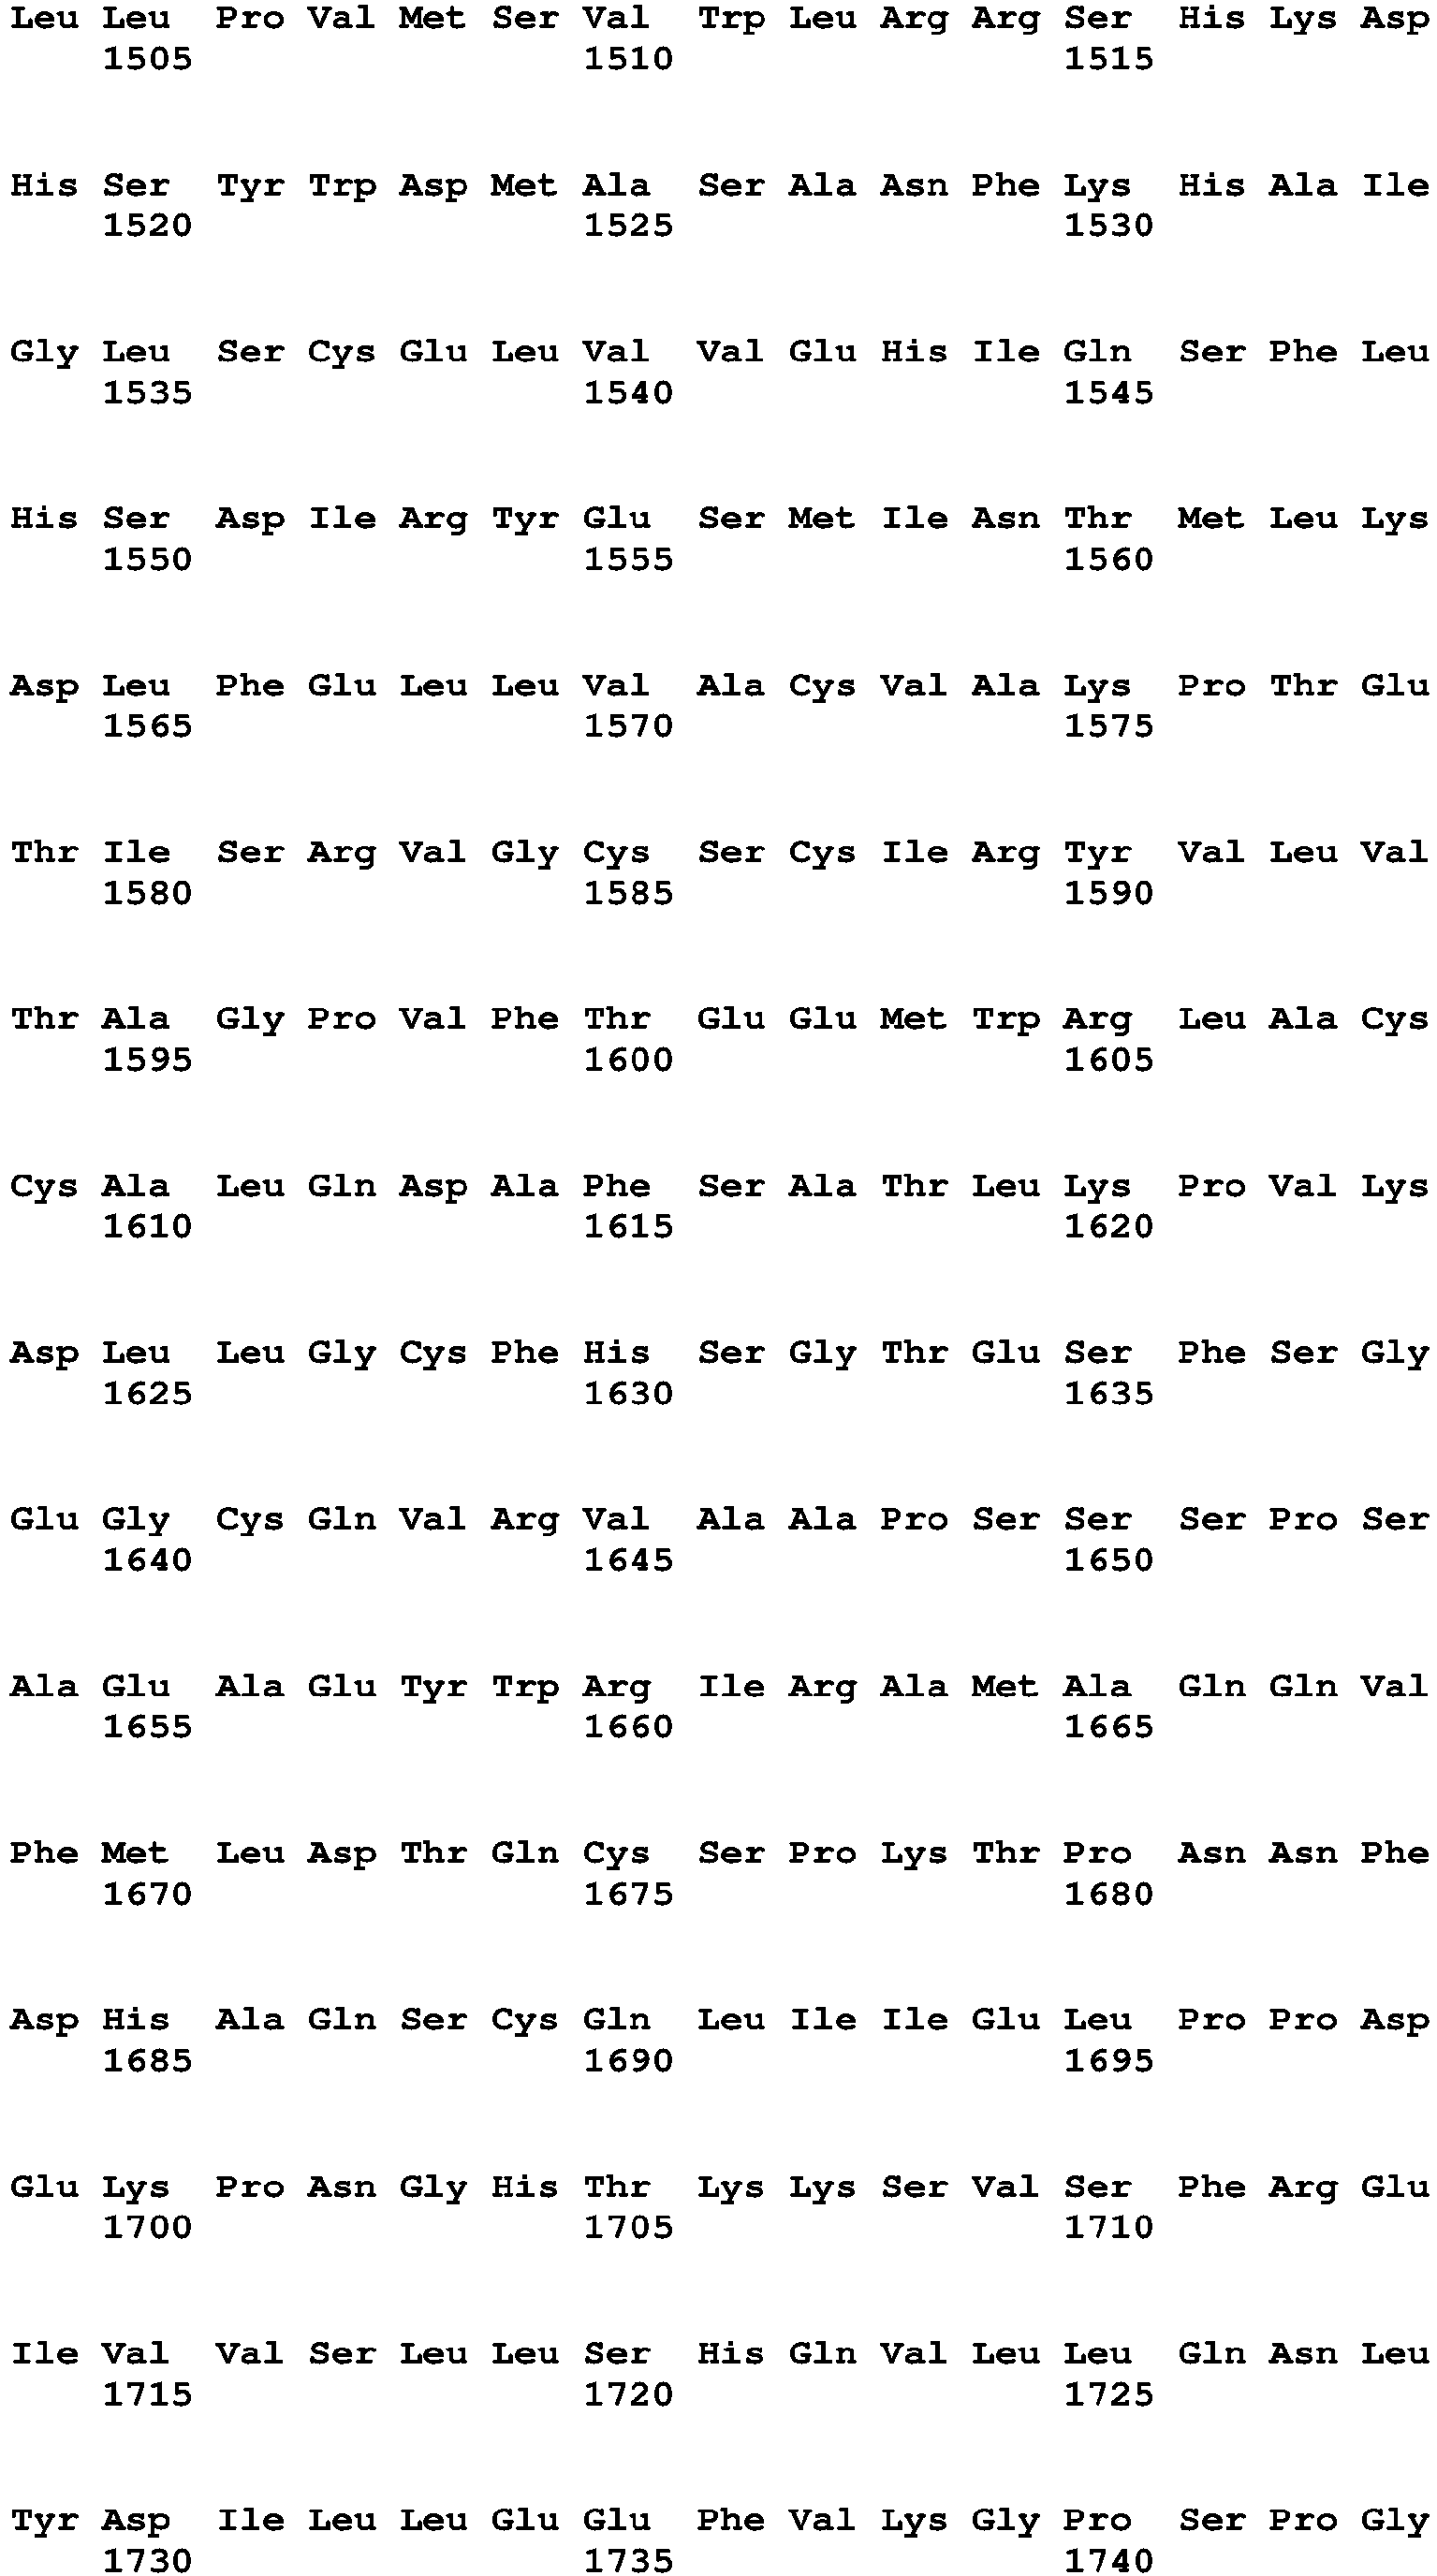 Leu Leu Pro Val Met Ser Val Trp Leu Arg Arg Ser His Lys Asp
1505 1510 1515
His Ser Tyr Trp Asp Met Ala Ser Ala Asn Phe Lys His Ala Ile
1520 1525 1530
Gly Leu Ser Cys Glu Leu Val Val Glu His Ile Gln Ser Phe Leu
1535 1540 1545
His Ser Asp Ile Arg Tyr Glu Ser Met Ile Asn Thr Met Leu Lys
1550 1555 1560
Asp Leu Phe Glu Leu Leu Val Ala Cys Val Ala Lys Pro Thr Glu
1565 1570 1575
Thr Ile Ser Arg Val Gly Cys Ser Cys Ile Arg Tyr Val Leu Val
1580 1585 1590
Thr Ala Gly Pro Val Phe Thr Glu Glu Met Trp Arg Leu Ala Cys
1595 1600 1605
Cys Ala Leu Gln Asp Ala Phe Ser Ala Thr Leu Lys Pro Val Lys
1610 1615 1620
Asp Leu Leu Gly Cys Phe His Ser Gly Thr Glu Ser Phe Ser Gly
1625 1630 1635
Glu Gly Cys Gln Val Arg Val Ala Ala Pro Ser Ser Ser Pro Ser
1640 1645 1650
Ala Glu Ala Glu Tyr Trp Arg Ile Arg Ala Met Ala Gln Gln Val
1655 1660 1665
Phe Met Leu Asp Thr Gln Cys Ser Pro Lys Thr Pro Asn Asn Phe
1670 1675 1680
Asp His Ala Gln Ser Cys Gln Leu Ile Ile Glu Leu Pro Pro Asp
1685 1690 1695
Glu Lys Pro Asn Gly His Thr Lys Lys Ser Val Ser Phe Arg Glu
1700 1705 1710
Ile Val Val Ser Leu Leu Ser His Gln Val Leu Leu Gln Asn Leu
1715 1720 1725
Tyr Asp Ile Leu Leu Glu Glu Phe Val Lys Gly Pro Ser Pro Gly
1730 1735 1740